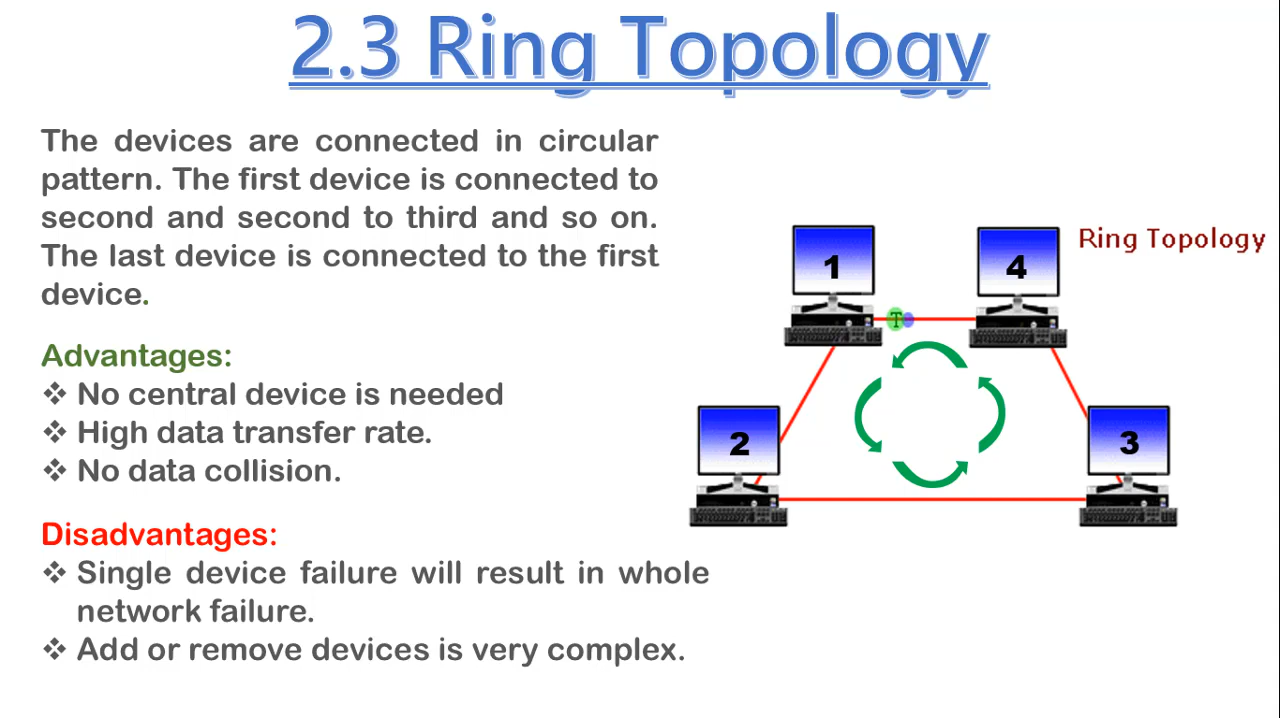 2.3 Ring Topology
The devices are connected in circular
pattern. The first device is connected to
second and second to third and so on.
The last device is connected to the first
device.
Advantages:
❖ No central device is needed
❖ High data transfer rate.
❖ No data collision.
Disadvantages:
❖ Single device failure will result in whole
network failure.
❖ Add or remove devices is very complex.
Ring Topology
1
4
T
2
3